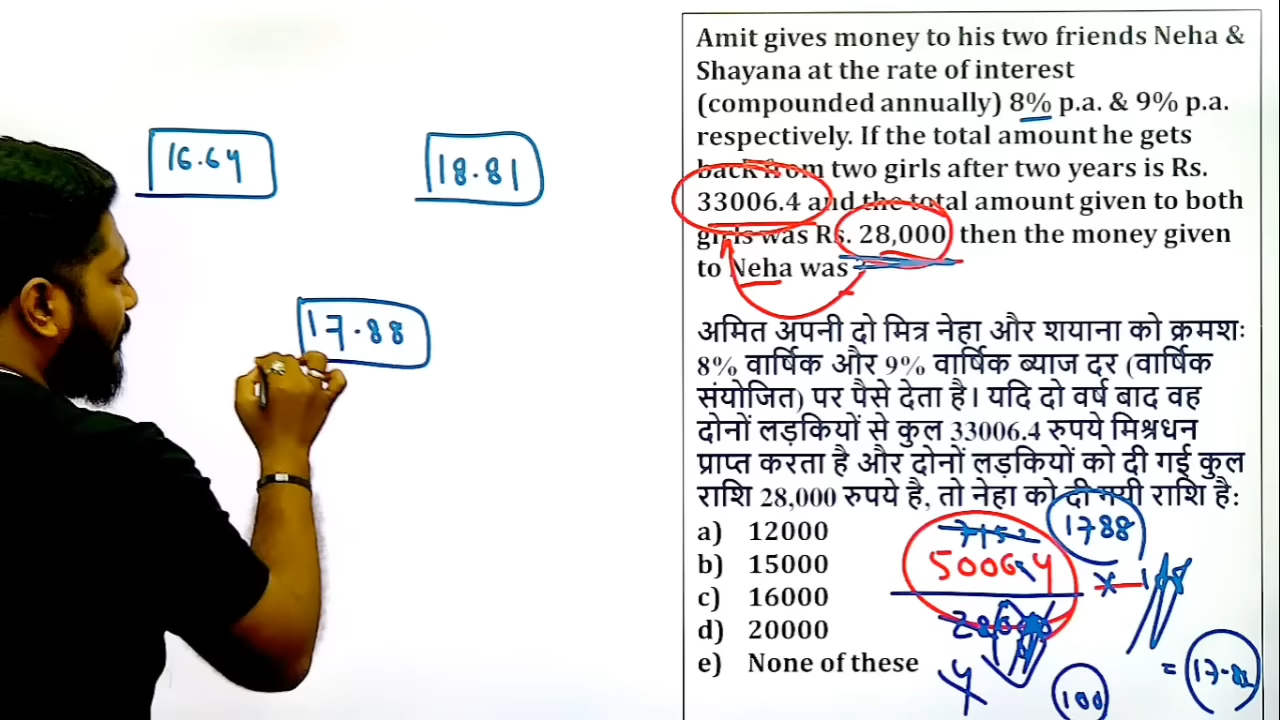 16.64
18.81
17.88
Amit gives money to his two friends Neha &
Shayana at the rate of interest
(compounded annually) 8% p.a. & 9% p.a.
respectively. If the total amount he gets
back from two girls after two years is Rs.
33006.4 and the total amount given to both
girls was Rs. 28,000 then the money given
to Neha was
अमित अपनी दो मित्र नेहा और शयाना को क्रमशः
8% वार्षिक और 9% वार्षिक ब्याज दर (वार्षिक
संयोजित) पर पैसे देता है। यदि दो वर्ष बाद वह
दोनों लड़कियों से कुल 33006.4 रुपये मिश्रधन
प्राप्त करता है और दोनों लड़कियों को दी गई कुल
राशि 28,000 रुपये है, तो नेहा को दी गयी राशि है:
a) 12000
b) 15000
c) 16000
d) 20000
e) None of these
1788
5006.4
100